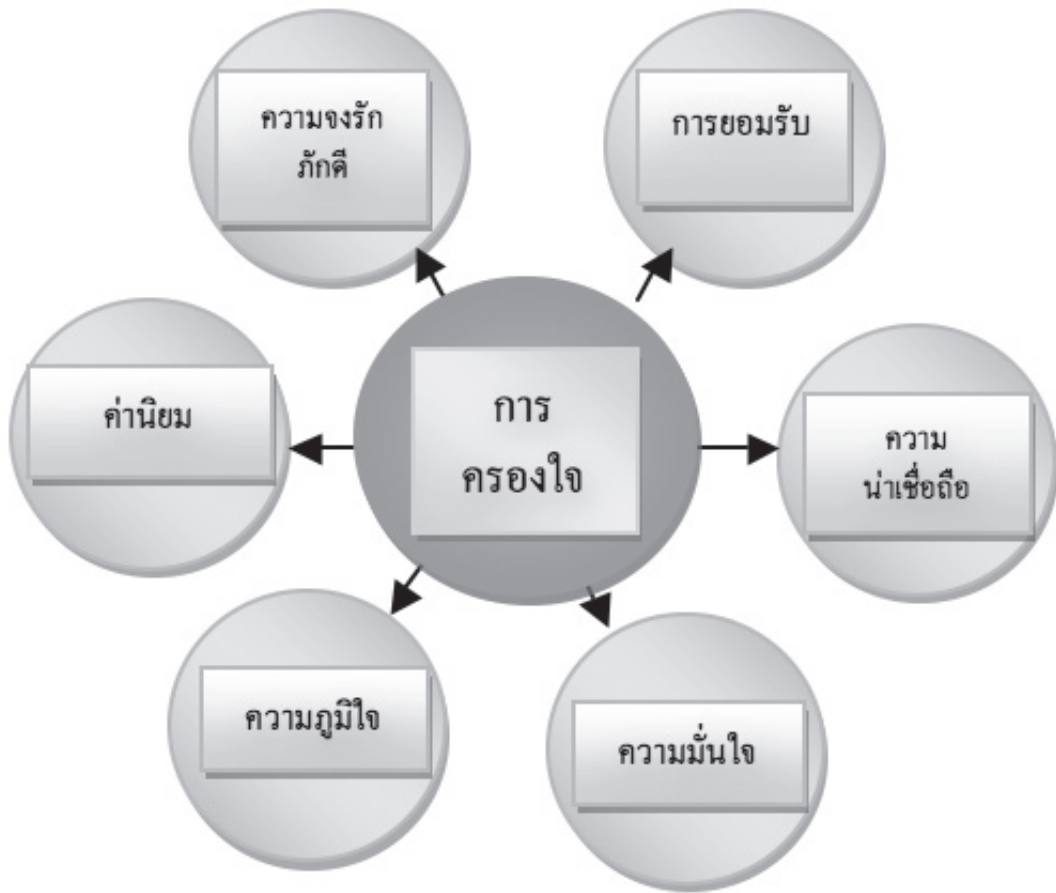 ความจงรัก
ภักดี
การยอมรับ
ค่านิยม
การ
ครองใจ
ความ
น่าเชื่อถือ
ความภูมิใจ
ความมั่นใจ